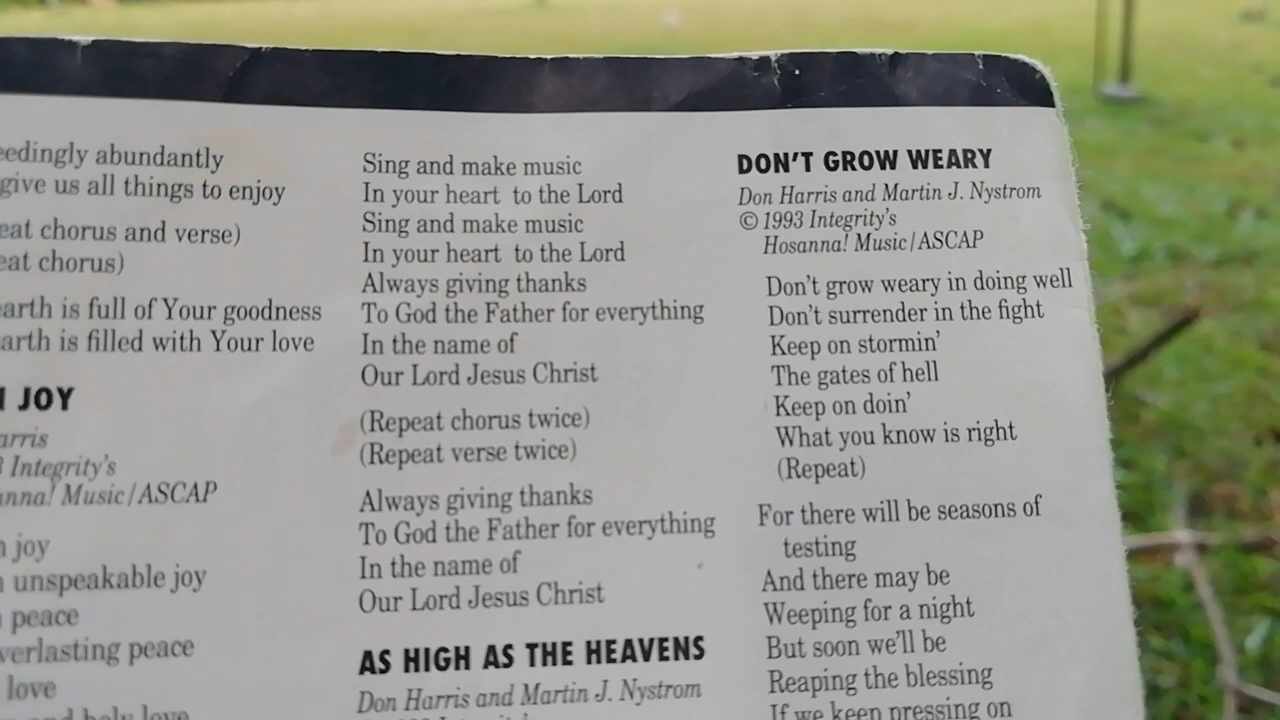 give us all things to enjoy
abundantly
chorus and verse)
chorus)
is full of Your goodness
is filled with Your love
JOY
Integrity's
Music/ASCAP
joy
unspeakable joy
peace
peace
love
Sing and make music
In your heart to the Lord
Sing and make music
In your heart to the Lord
Always giving thanks
To God the Father for everything
In the name of
Our Lord Jesus Christ
(Repeat chorus twice)
(Repeat verse twice)
Always giving thanks
To God the Father for everything
In the name of
Our Lord Jesus Christ
AS HIGH AS THE HEAVENS
Don Harris and Martin J. Nystrom
DON'T GROW WEARY
Don Harris and Martin J. Nystrom
© 1993 Integrity's
Hosanna! Music/ASCAP
Don't grow weary in doing well
Don't surrender in the fight
Keep on stormin'
The gates of hell
Keep on doin'
What you know is right
(Repeat)
For there will be seasons of
testing
And there may be
Weeping for a night
But soon we'll be
Reaping the blessing
If we keep pressing on